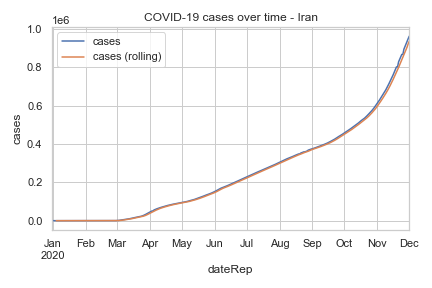 COVID-19 cases over time - Iran
1e6
cases
cases (rolling)
1.0
0.8
0.6
0.4
0.2
0.0
cases
Jan Feb Mar Apr May Jun Jul Aug Sep Oct Nov Dec
2020
dateRep